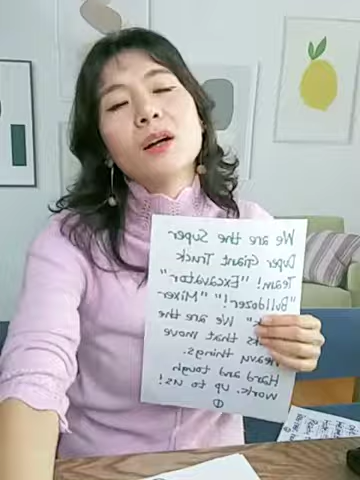 We are the Super
Duper Giant Truck
Team! "Excavator"
"Bulldozer!" "Mixer
We are the
that move
heavy things.
Hard and tough
work. Up to us!
①